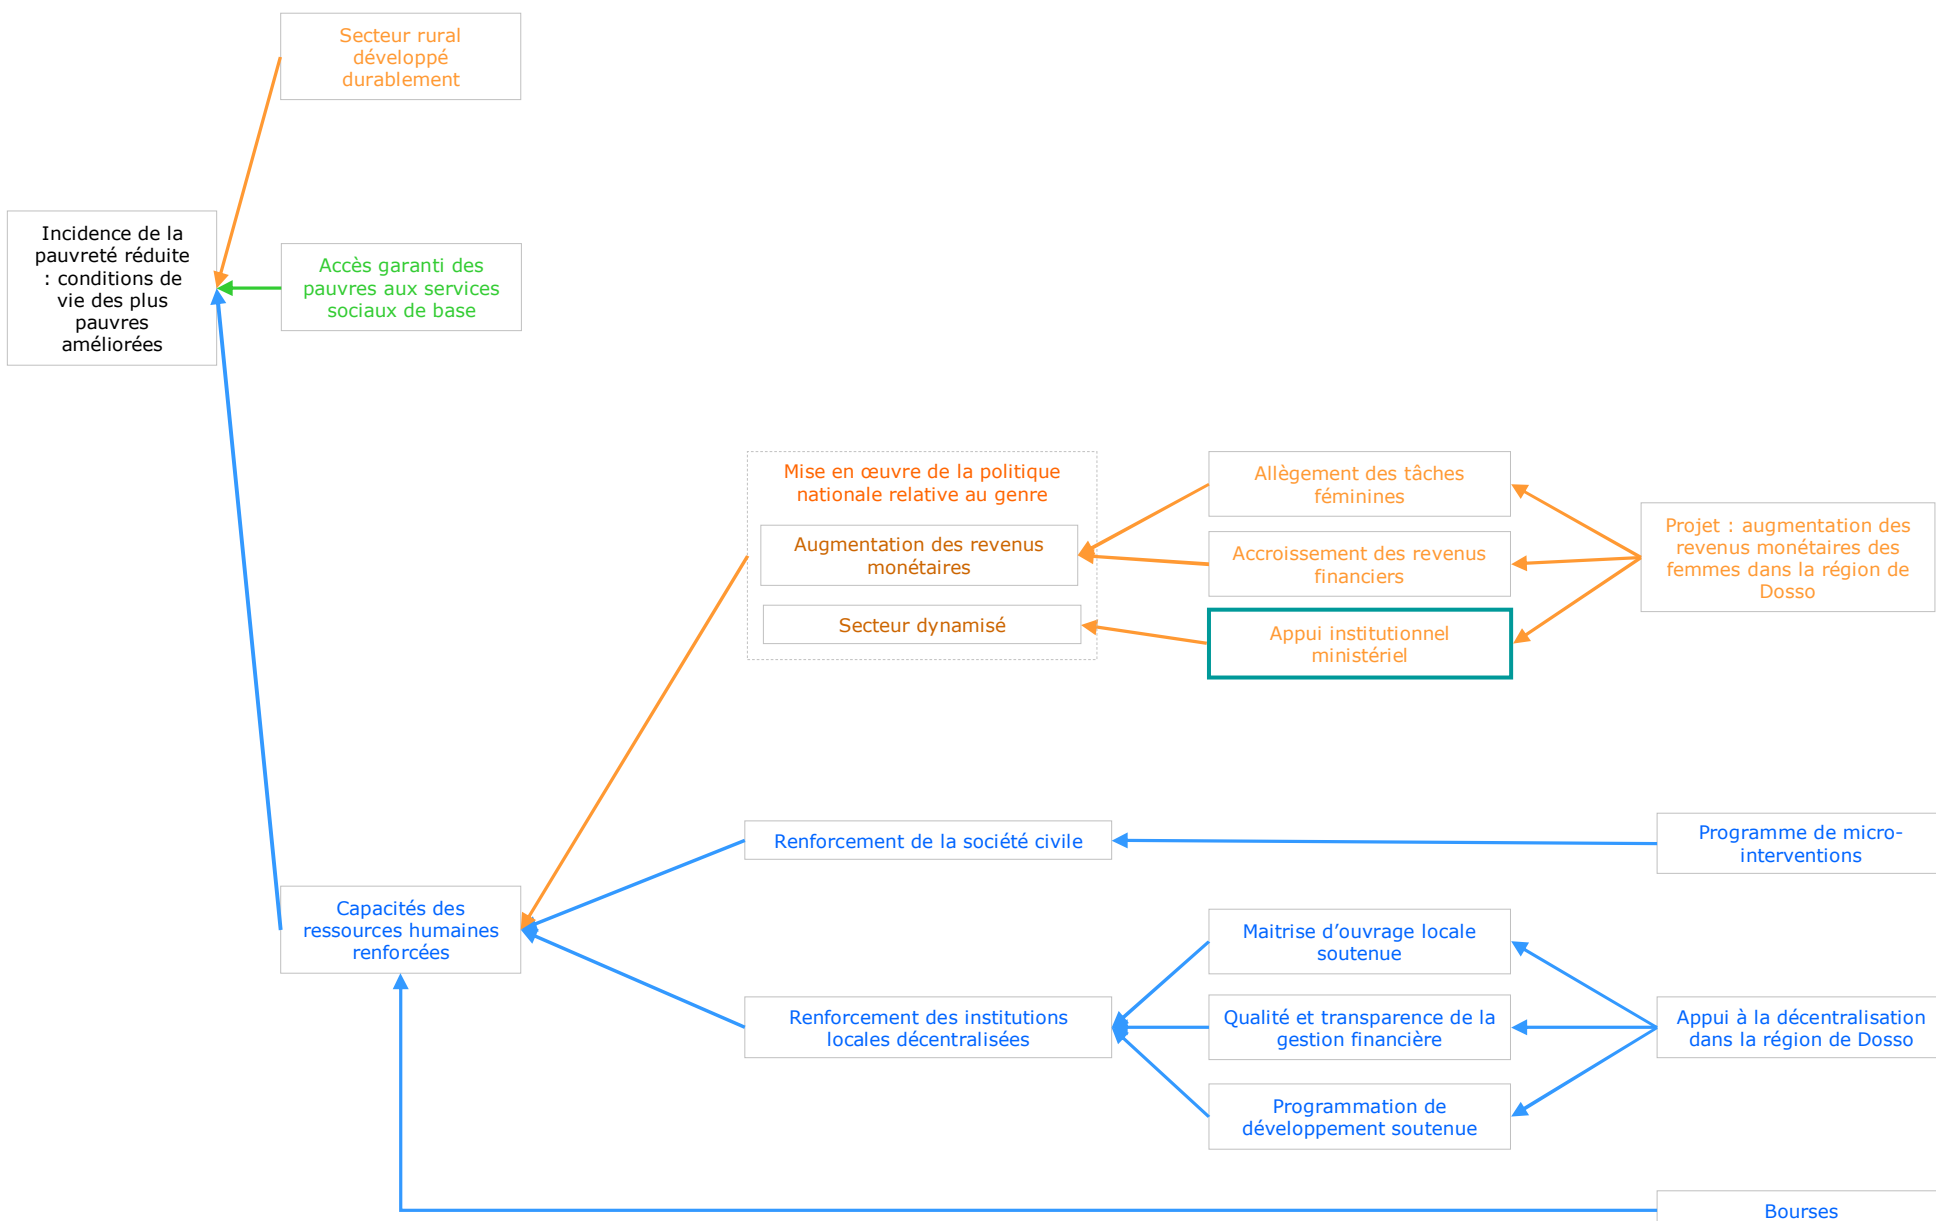 Secteur rural
développé
durablement
Incidence de la
pauvreté réduite
: conditions de
vie des plus
pauvres
améliorées
Accès garanti des
pauvres aux services
sociaux de base
Mise en œuvre de la politique
nationale relative au genre
Augmentation des revenus
monétaires
Secteur dynamisé
Allègement des tâches
féminines
Accroissement des revenus
financiers
Appui institutionnel
ministériel
Projet : augmentation des
revenus monétaires des
femmes dans la région de
Dosso
Renforcement de la société civile
Programme de micro-
interventions
Capacités des
ressources humaines
renforcées
Maitrise d’ouvrage locale
soutenue
Renforcement des institutions
locales décentralisées
Qualité et transparence de la
gestion financière
Appui à la décentralisation
dans la région de Dosso
Programmation de
développement soutenue
Bourses